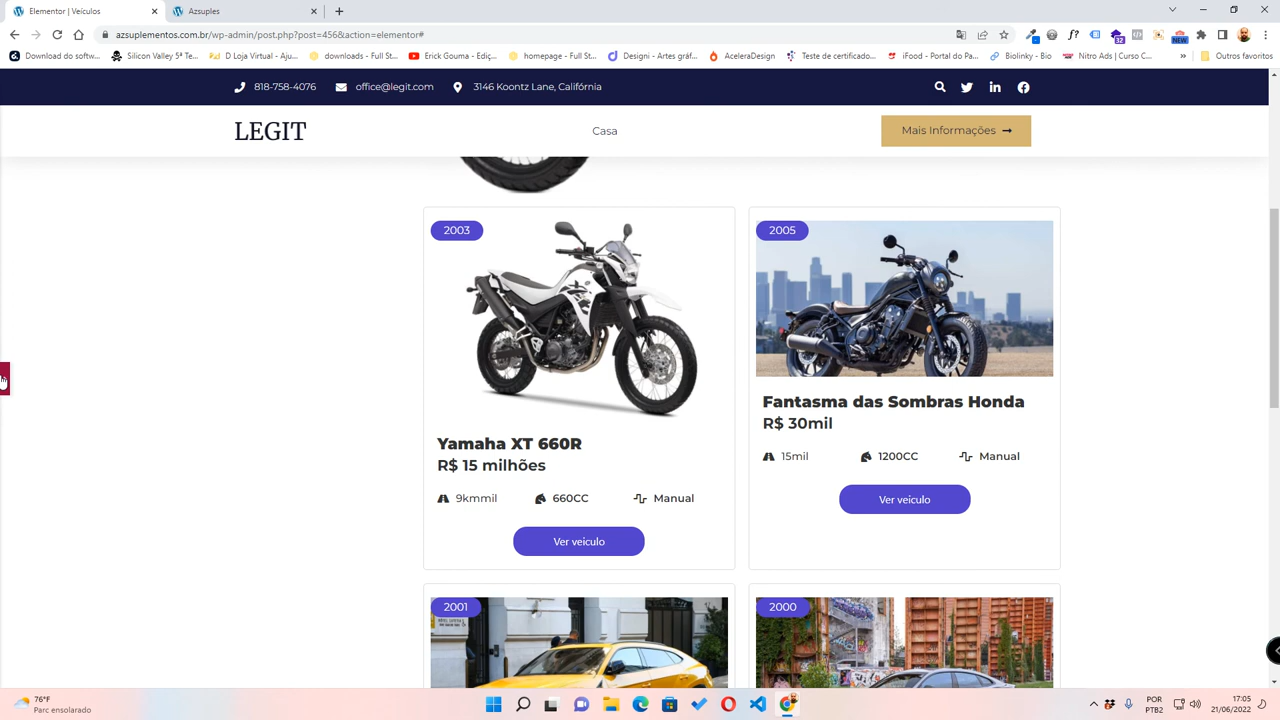 Elementor | Veículos
Azsuples
azsuplementos.com.br/wp-admin/post.php?post=456&action=elementor#
Download do softw...
Silicon Valley 5ª Te...
D Loja Virtual - Aju...
downloads - Full St...
Erick Gouma - Ediç...
homepage - Full St...
Designi - Artes gráf...
AceleraDesign
Teste de certificado...
iFood - Portal do Pa...
Biolinky - Bio
Nitro Ads | Curso C...
Outros favoritos
818-758-4076
office@legit.com
3146 Koontz Lane, Califórnia
LEGIT
Casa
Mais Informações
2003
2005
Yamaha XT 660R
R$ 15 milhões
9kmmil
660CC
Manual
Ver veiculo
Fantasma das Sombras Honda
R$ 30mil
15mil
1200CC
Manual
Ver veículo
2001
2000
76°F
Parc ensolarado
POR
PTB2
17:05
21/06/2022